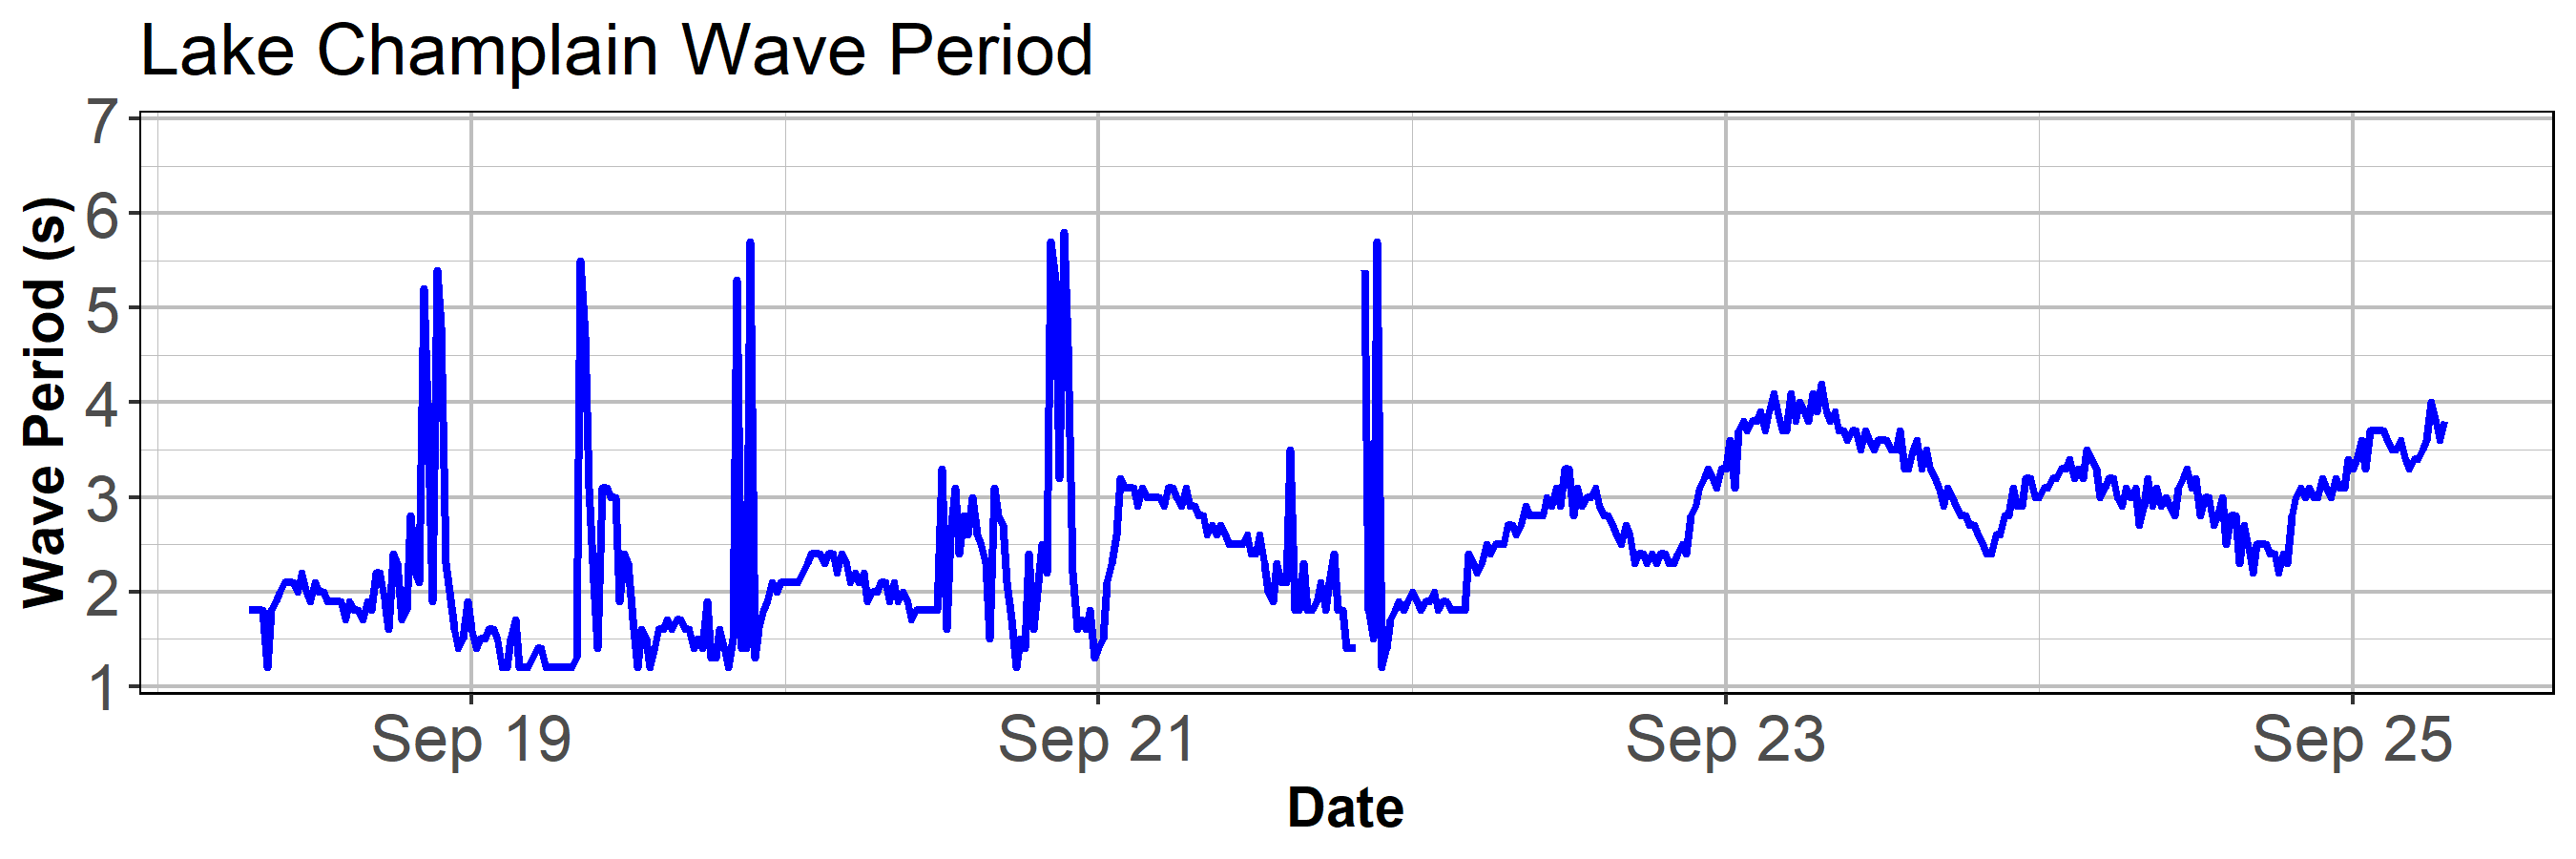 Lake Champlain Wave Period
Wave Period (s)
7
6
5
4
3
2
1
Sep 19
Sep 21
Sep 23
Sep 25
Date